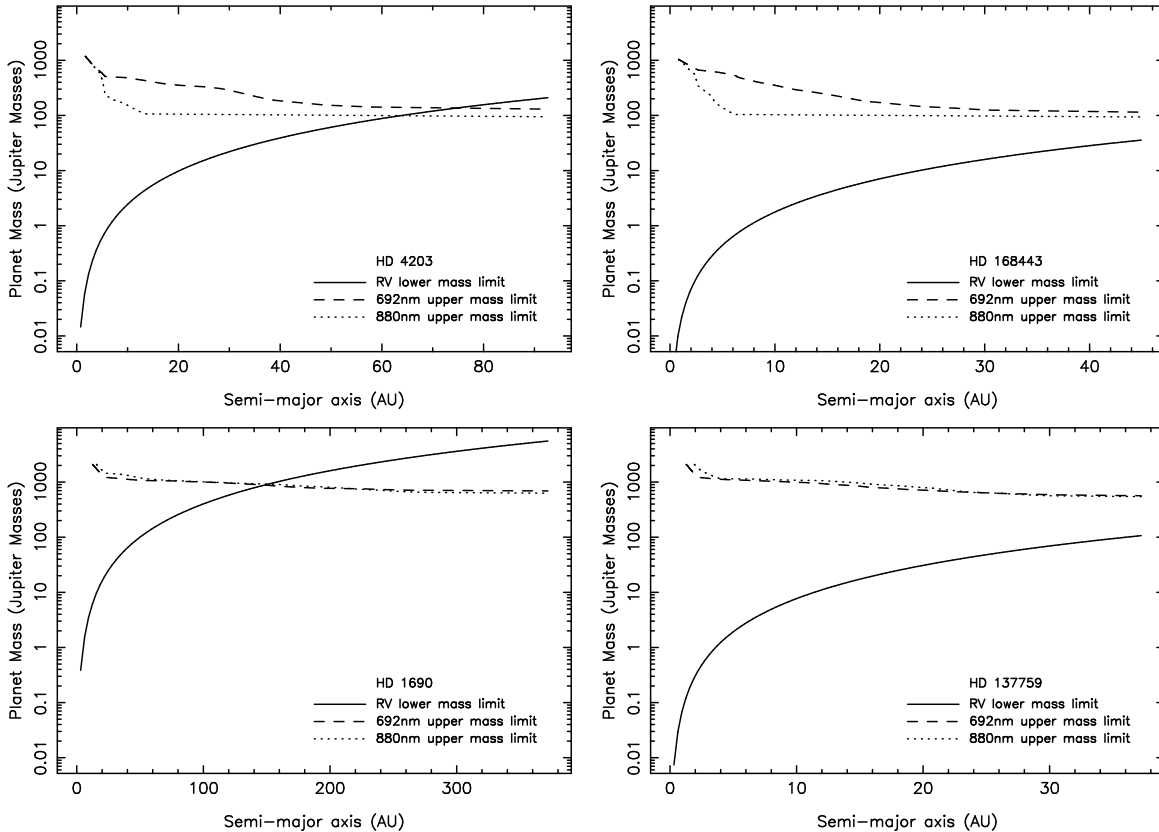 Planet Mass (Jupiter Masses)
1000
100
10
1
0.1
0.01
HD 4203
RV lower mass limit
692nm upper mass limit
880nm upper mass limit
0 20 40 60 80
Semi-major axis (AU)
Planet Mass (Jupiter Masses)
1000
100
10
1
0.1
0.01
HD 168443
RV lower mass limit
692nm upper mass limit
880nm upper mass limit
0 10 20 30 40
Semi-major axis (AU)
Planet Mass (Jupiter Masses)
1000
100
10
1
0.1
0.01
HD 1690
RV lower mass limit
692nm upper mass limit
880nm upper mass limit
0 100 200 300
Semi-major axis (AU)
Planet Mass (Jupiter Masses)
1000
100
10
1
0.1
0.01
HD 137759
RV lower mass limit
692nm upper mass limit
880nm upper mass limit
0 10 20 30
Semi-major axis (AU)